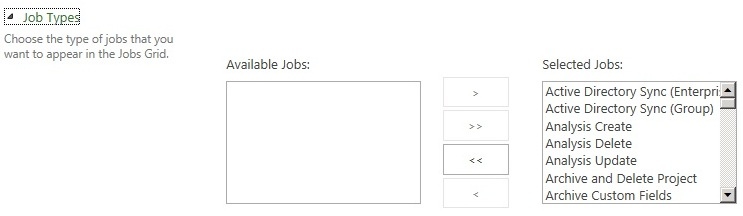 Job Types
Choose the type of jobs that you
want to appear in the Jobs Grid.
Available Jobs:
>
>>
<<
<
Selected Jobs:
Active Directory Sync (Enterpri
Active Directory Sync (Group)
Analysis Create
Analysis Delete
Analysis Update
Archive and Delete Project
Archive Custom Fields